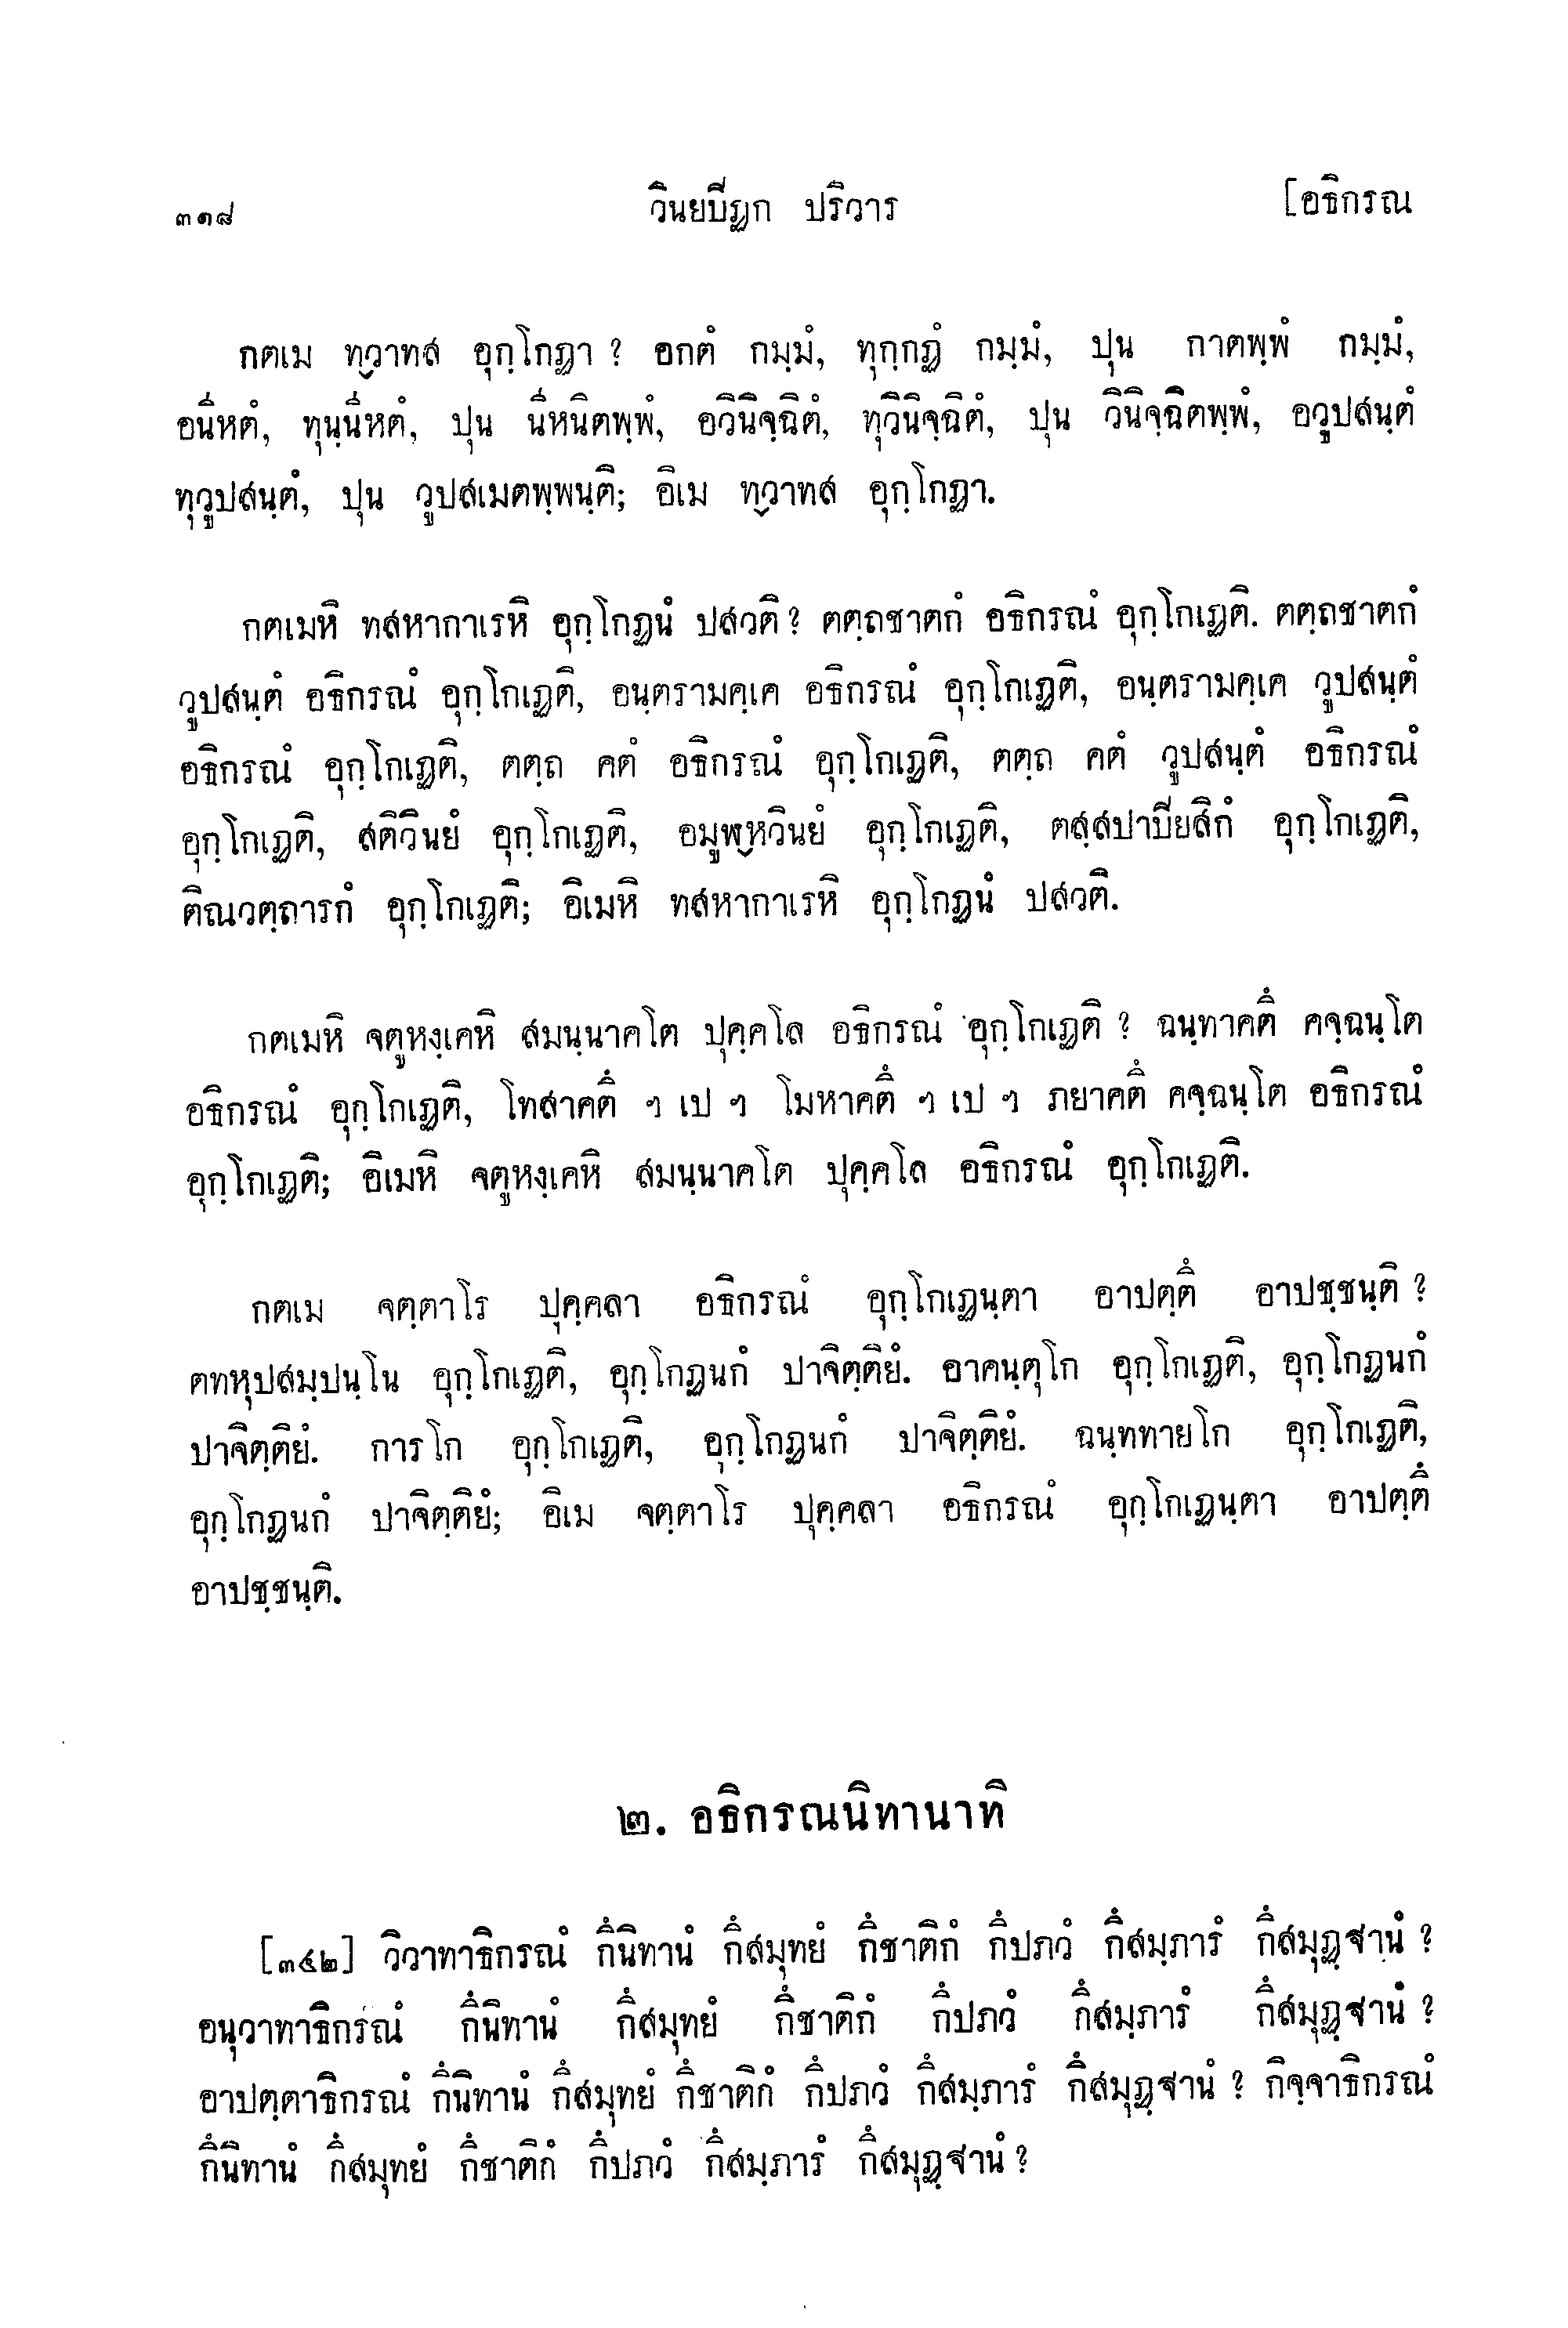 ๓๑๘ วินยปีฏก ปริวาร [อธิกรณ
กตเม ทฺวาทส อุกฺโกฏา ? อกตํ กมฺมํ, ทุกฺกฏํ กมฺมํ, ปุน กาตพฺพํ กมฺมํ,
อนีหตํ, ทุนฺนีหตํ, ปุน นีหนิตพฺพํ, อวินิจฺฉิตํ, ทุวินิจฺฉิตํ, ปุน วินิจฺฉิตพฺพํ, อวูปสนฺตํ
ทุวูปสนฺตํ, ปุน วูปสเมตพฺพนฺติ; อิเม ทฺวาทส อุกฺโกฏา.
กตเมหิ ทสหากาเรหิ อุกฺโกฏนํ ปสวติ ? ตตฺถชาตกํ อธิกรณํ อุกฺโกเฏติ. ตตฺถชาตกํ
วูปสนฺตํ อธิกรณํ อุกฺโกเฏติ, อนฺตรามคฺเค อธิกรณํ อุกฺโกเฏติ, อนฺตรามคฺเค วูปสนฺตํ
อธิกรณํ อุกฺโกเฏติ, ตตฺถ คตํ อธิกรณํ อุกฺโกเฏติ, ตตฺถ คตํ วูปสนฺตํ อธิกรณํ
อุกฺโกเฏติ, สติวินยํ อุกฺโกเฏติ, อมูฬฺหวินยํ อุกฺโกเฏติ, ตสฺสปาปียสิกํ อุกฺโกเฏติ,
ติณวตฺถารกํ อุกฺโกเฏติ; อิเมหิ ทสหากาเรหิ อุกฺโกฏนํ ปสวติ.
กตเมหิ จตูหงฺเคหิ สมนฺนาคโต ปุคฺคโล อธิกรณํ อุกฺโกเฏติ ? ฉนฺทาคตึ คจฺฉนฺโต
อธิกรณํ อุกฺโกเฏติ, โทสาคตึ ฯ เป ฯ โมหาคตึ ฯ เป ฯ ภยาคตึ คจฺฉนฺโต อธิกรณํ
อุกฺโกเฏติ; อิเมหิ จตูหงฺเคหิ สมนฺนาคโต ปุคฺคโล อธิกรณํ อุกฺโกเฏติ.
กตเม จตฺตาโร ปุคฺคลา อธิกรณํ อุกฺโกเฏนฺตา อาปตฺตึ อาปชฺชนฺติ ?
ตทหุปสมฺปนฺโน อุกฺโกเฏติ, อุกฺโกฏนกํ ปาจิตฺติยํ. อาคนฺตุโก อุกฺโกเฏติ, อุกฺโกฏนกํ
ปาจิตฺติยํ. การโก อุกฺโกเฏติ, อุกฺโกฏนกํ ปาจิตฺติยํ. ฉนฺททายโก อุกฺโกเฏติ,
อุกฺโกฏนกํ ปาจิตฺติยํ; อิเม จตฺตาโร ปุคฺคลา อธิกรณํ อุกฺโกเฏนฺตา อาปตฺตึ
อาปชฺชนฺติ.
๒. อธิกรณนิทานาทิ
[๓๔๒] วิวาทาธิกรณํ กึนิทานํ กึสมุทยํ กึชาติกํ กึปภวํ กึสมฺภารํ กึสมุฏฺฐานํ ?
อนุวาทาธิกรณํ กึนิทานํ กึสมุทยํ กึชาติกํ กึปภวํ กึสมฺภารํ กึสมุฏฺฐานํ ?
อาปตฺตาธิกรณํ กึนิทานํ กึสมุทยํ กึชาติกํ กึปภวํ กึสมฺภารํ กึสมุฏฺฐานํ ? กิจฺจาธิกรณํ
กึนิทานํ กึสมุทยํ กึชาติกํ กึปภวํ กึสมฺภารํ กึสมุฏฺฐานํ ?